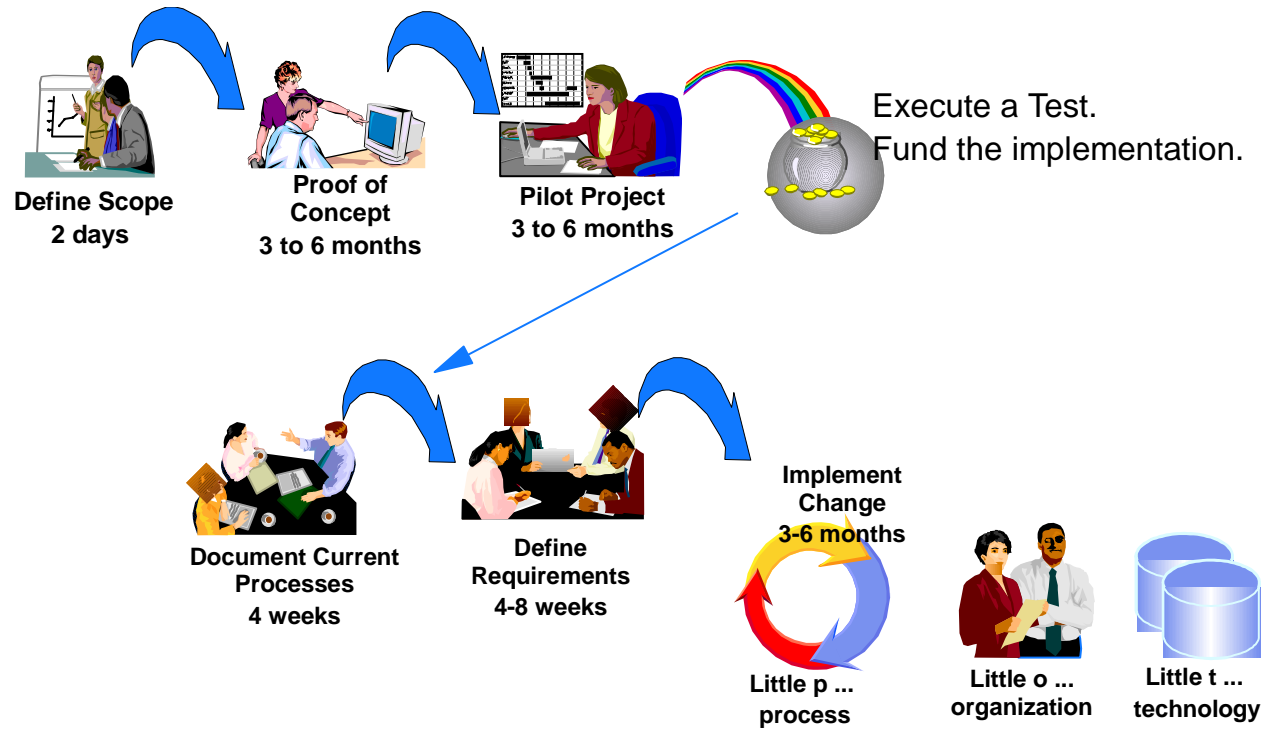 Execute a Test.
Fund the implementation.
Define Scope
2 days
Proof of
Concept
3 to 6 months
Pilot Project
3 to 6 months
Document Current
Processes
4 weeks
Define
Requirements
4-8 weeks
Implement
Change
3-6 months
Little p ...
process
Little o ...
organization
Little t ...
technology